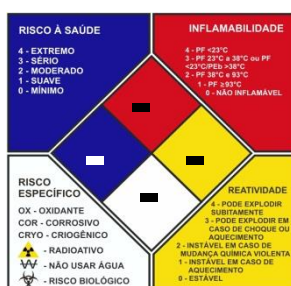 RISCO À SAÚDE
4 - EXTREMO
3 - SÉRIO
2 - MODERADO
1 - SUAVE
0 - MÍNIMO
INFLAMABILIDADE
4 - PF <23°C
3 - PF 23°C a 38°C ou PF
<23°C/PEb >38°C
2 - PF 38°C e 93°C
1 - PF ≥93°C
0 - NÃO INFLAMÁVEL
RISCO
ESPECÍFICO
OX - OXIDANTE
COR - CORROSIVO
CRYO - CRIOGÊNICO
- RADIOATIVO
W - NÃO USAR ÁGUA
- RISCO BIOLÓGICO
REATIVIDADE
4 - PODE EXPLODIR
SUBITAMENTE
3 - PODE EXPLODIR EM
CASO DE CHOQUE OU
AQUECIMENTO
2 - INSTÁVEL EM CASO DE
MUDANÇA QUÍMICA VIOLENTA
1 - INSTÁVEL EM CASO DE
AQUECIMENTO
0 - ESTÁVEL